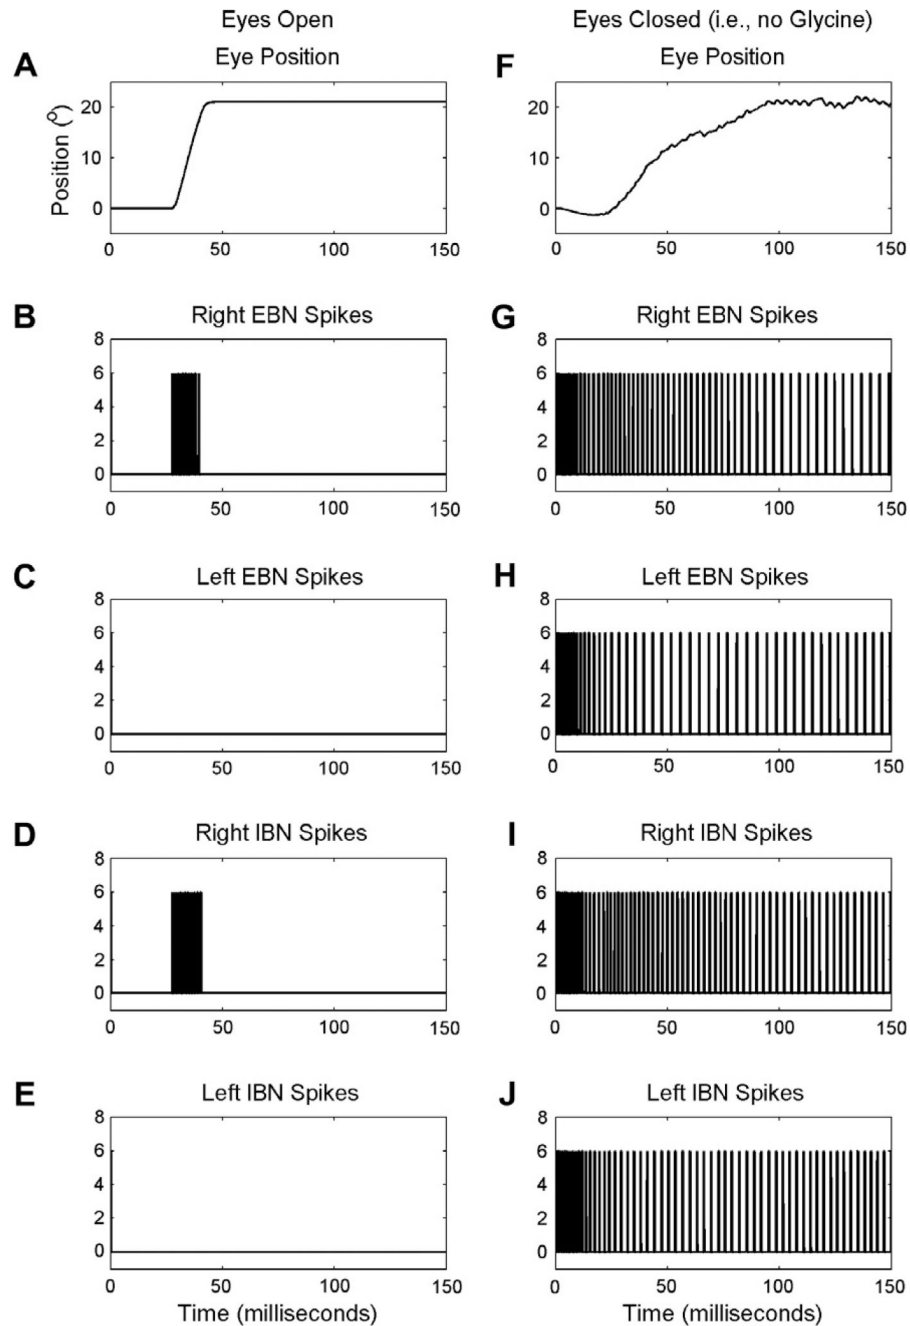 Eyes Open
Eyes Closed (i.e., no Glycine)
A
Eye Position
F
Eye Position
Position (º)
20
10
0
0 50 100 150
20
10
0
0 50 100 150
B
Right EBN Spikes
G
Right EBN Spikes
8
6
4
2
0
0 50 100 150
8
6
4
2
0
0 50 100 150
C
Left EBN Spikes
H
Left EBN Spikes
8
6
4
2
0
0 50 100 150
8
6
4
2
0
0 50 100 150
D
Right IBN Spikes
I
Right IBN Spikes
8
6
4
2
0
0 50 100 150
8
6
4
2
0
0 50 100 150
E
Left IBN Spikes
J
Left IBN Spikes
8
6
4
2
0
0 50 100 150
Time (milliseconds)
8
6
4
2
0
0 50 100 150
Time (milliseconds)